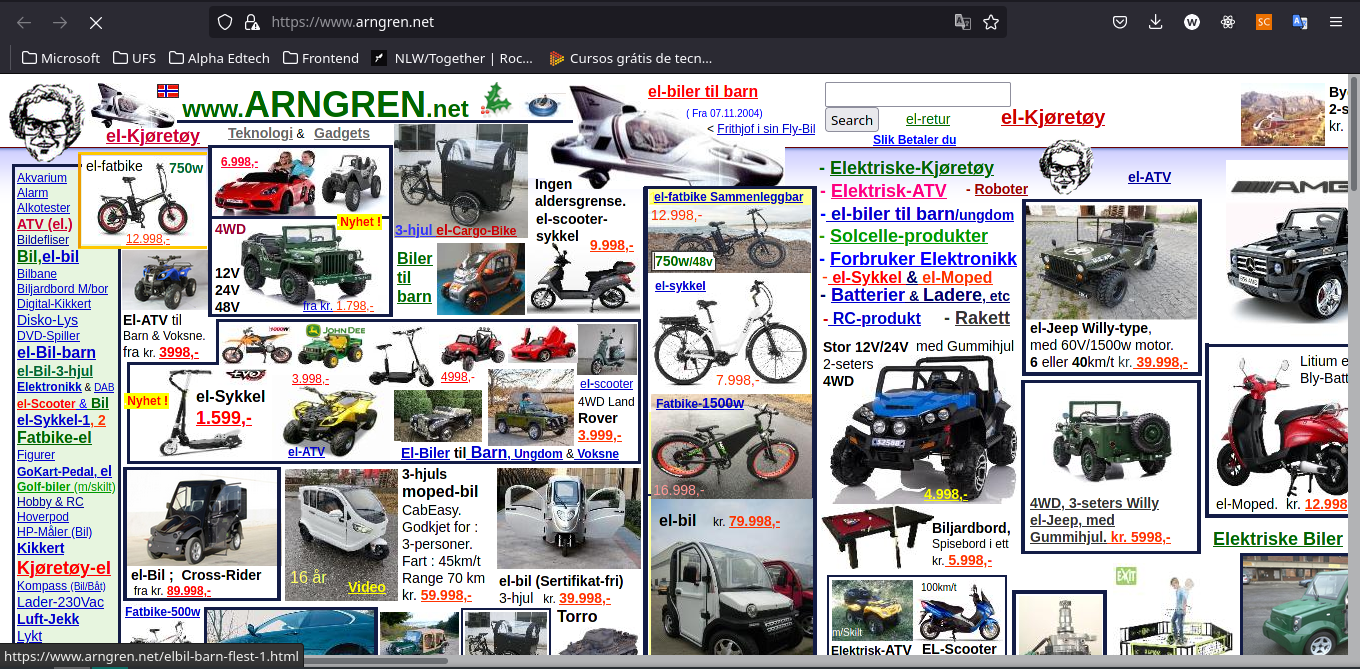 https://www.arngren.net
Microsoft
UFS
Alpha Edtech
Frontend
NLW/Together | Roc...
Cursos grátis de tecn...
www.ARNGREN.net
el-Kjøretøy
Teknologi & Gadgets
el-biler til barn
( Fra 07.11.2004)
< Frithjof i sin Fly-Bil
Search
el-retur
Slik Betaler du
el-Kjøretøy
By
2-s
kr.
Akvarium
Alarm
Alkotester
ATV (el.)
Bildefliser
Bil,el-bil
Bilbane
Biljardbord M/bor
Digital-Kikkert
Disko-Lys
DVD-Spiller
el-Bil-barn
el-Bil-3-hjul
Elektronikk & DAB
el-Scooter & Bil
el-Sykkel-1, 2
Fatbike-el
Figurer
GoKart-Pedal, el
Golf-biler (m/skilt)
Hobby & RC
Hoverpod
HP-Måler (Bil)
Kikkert
Kjøretøy-el
Kompass (Bil/Båt)
Lader-230Vac
Luft-Jekk
Lykt
el-fatbike
750w
12.998,-
6.998,-
Nyhet !
4WD
12V
24V
48V
fra kr. 1.798,-
3-hjul el-Cargo-Bike
Biler
til
barn
Ingen
aldersgrense.
el-scooter-
sykkel
9.998,-
El-ATV til
Barn & Voksne.
fra kr. 3998,-
1000W
JOHN DEERE
3.998,-
4998,-
el-scooter
4WD Land
Rover
3.999,-
Nyhet !
EVO
el-Sykkel
1.599,-
el-ATV
El-Biler til Barn, Ungdom & Voksne
el-Bil ; Cross-Rider
fra kr. 89.998,-
16 år
Video
3-hjuls
moped-bil
CabEasy.
Godkjet for :
3-personer.
Fart : 45km/t
Range 70 km
kr. 59.998,-
el-bil (Sertifikat-fri)
3-hjul kr. 39.998,-
Fatbike-500w
Torro
el-fatbike Sammenleggbar
12.998,-
750w/48v
el-sykkel
7.998,-
Fatbike-1500w
16.998,-
el-bil kr. 79.998,-
- Elektriske-Kjøretøy
- Elektrisk-ATV
- Roboter
- el-biler til barn/ungdom
- Solcelle-produkter
- Forbruker Elektronikk
- el-Sykkel & el-Moped
- Batterier & Ladere, etc
- RC-produkt
- Rakett
Stor 12V/24V med Gummihjul
2-seters
4WD
4.998,-
Biljardbord,
Spisebord i ett
kr. 5.998,-
m/Skilt
Elektrisk-ATV
100km/t
EL-Scooter
el-ATV
el-Jeep Willy-type,
med 60V/1500w motor.
6 eller 40km/t kr. 39.998,-
4WD, 3-seters Willy
el-Jeep, med
Gummihjul. kr. 5998,-
AMG
Litium e
Bly-Batt
el-Moped. kr. 12.998
Elektriske Biler
EXIT
https://www.arngren.net/elbil-barn-flest-1.html